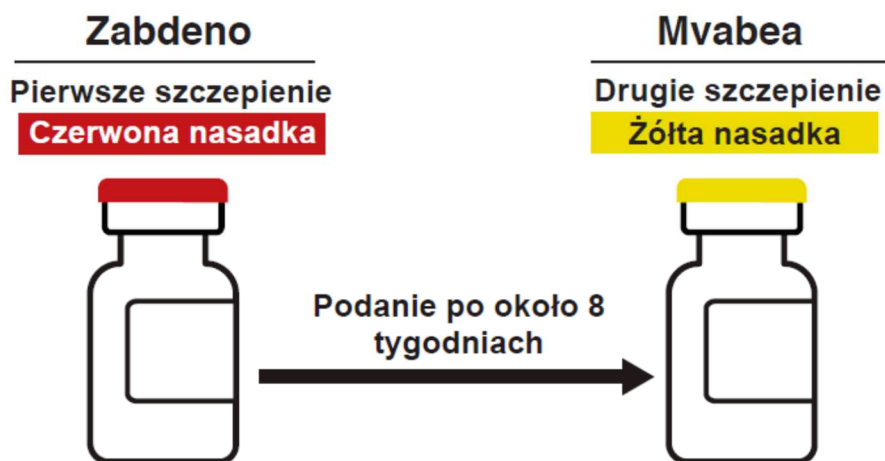 Zabdeno
Pierwsze szczepienie
Czerwona nasadka
Mvabea
Drugie szczepienie
Żółta nasadka
Podanie po około 8
tygodniach